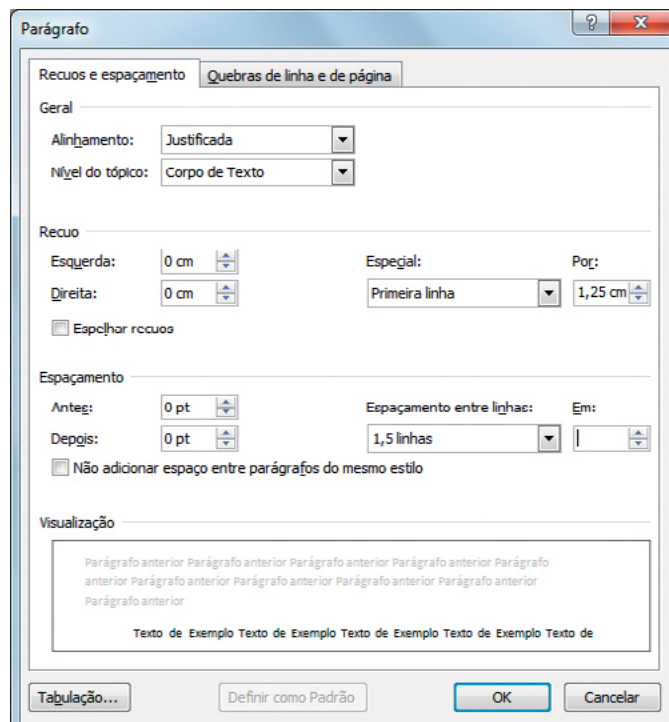 Parágrafo
Recuos e espaçamento Quebras de linha e de página
Geral
Alinhamento: Justificada
Nível do tópico: Corpo de Texto
Recuo
Esquerda: 0 cm Especial: Por:
Direita: 0 cm Primeira linha 1,25 cm
Espelhar recuos
Espaçamento
Antes: 0 pt Espaçamento entre linhas: Em:
Depois: 0 pt 1,5 linhas
Não adicionar espaço entre parágrafos do mesmo estilo
Visualização
Parágrafo anterior Parágrafo anterior Parágrafo anterior Parágrafo anterior Parágrafo
anterior Parágrafo anterior Parágrafo anterior Parágrafo anterior Parágrafo anterior
Parágrafo anterior
Texto de Exemplo Texto de Exemplo Texto de Exemplo Texto de Exemplo Texto de
Tabulação... Definir como Padrão OK Cancelar